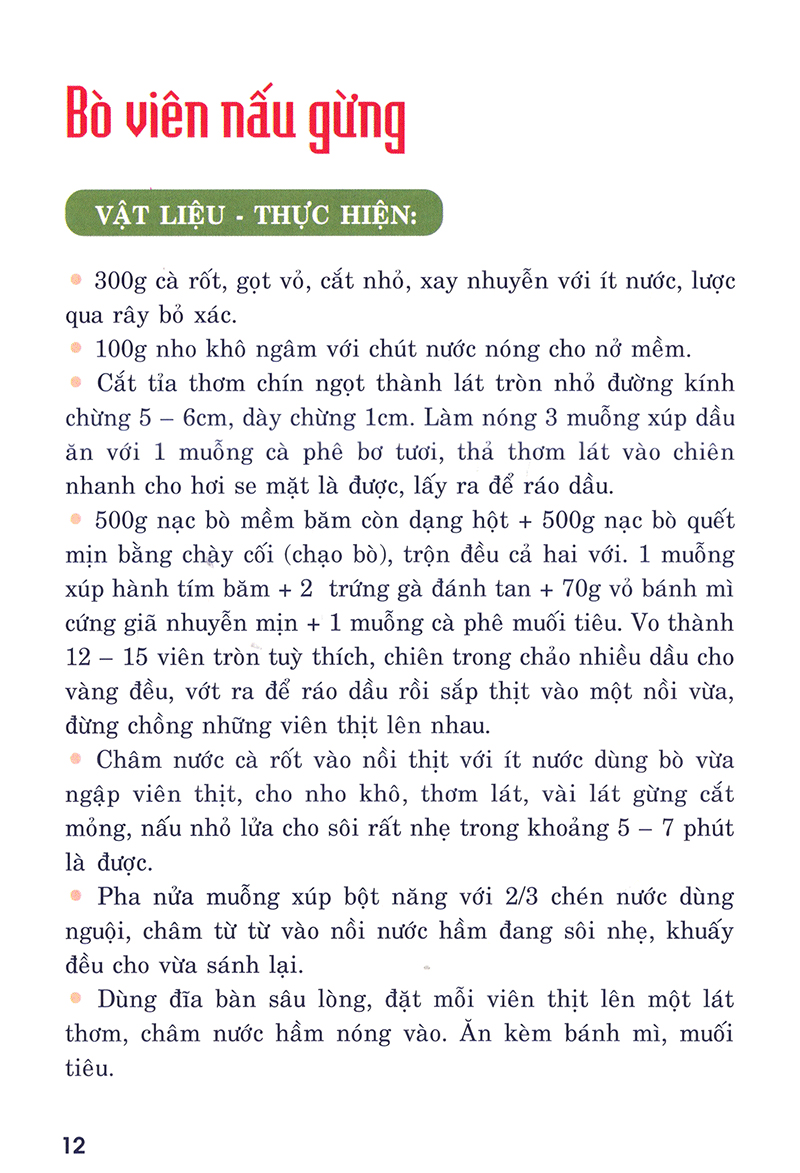 Bò viên nấu gừng
VẬT LIỆU - THỰC HIỆN:
• 300g cà rốt, gọt vỏ, cắt nhỏ, xay nhuyễn với ít nước, lược
qua rây bỏ xác.
• 100g nho khô ngâm với chút nước nóng cho nở mềm.
• Cắt tỉa thơm chín ngọt thành lát tròn nhỏ đường kính
chừng 5 – 6cm, dày chừng 1cm. Làm nóng 3 muỗng xúp dầu
ăn với 1 muỗng cà phê bơ tươi, thả thơm lát vào chiên
nhanh cho hơi se mặt là được, lấy ra để ráo dầu.
• 500g nạc bò mềm băm còn dạng hột + 500g nạc bò quết
mịn bằng chày cối (chạo bò), trộn đều cả hai với. 1 muỗng
xúp hành tím băm + 2 trứng gà đánh tan + 70g vỏ bánh mì
cứng giã nhuyễn mịn + 1 muỗng cà phê muối tiêu. Vo thành
12 – 15 viên tròn tuỳ thích, chiên trong chảo nhiều dầu cho
vàng đều, vớt ra để ráo dầu rồi sắp thịt vào một nồi vừa,
đừng chồng những viên thịt lên nhau.
• Châm nước cà rốt vào nồi thịt với ít nước dùng bò vừa
ngập viên thịt, cho nho khô, thơm lát, vài lát gừng cắt
mỏng, nấu nhỏ lửa cho sôi rất nhẹ trong khoảng 5 – 7 phút
là được.
• Pha nửa muỗng xúp bột năng với 2/3 chén nước dùng
nguội, châm từ từ vào nồi nước hầm đang sôi nhẹ, khuấy
đều cho vừa sánh lại.
• Dùng đĩa bàn sâu lòng, đặt mỗi viên thịt lên một lát
thơm, châm nước hầm nóng vào. Ăn kèm bánh mì, muối
tiêu.
12